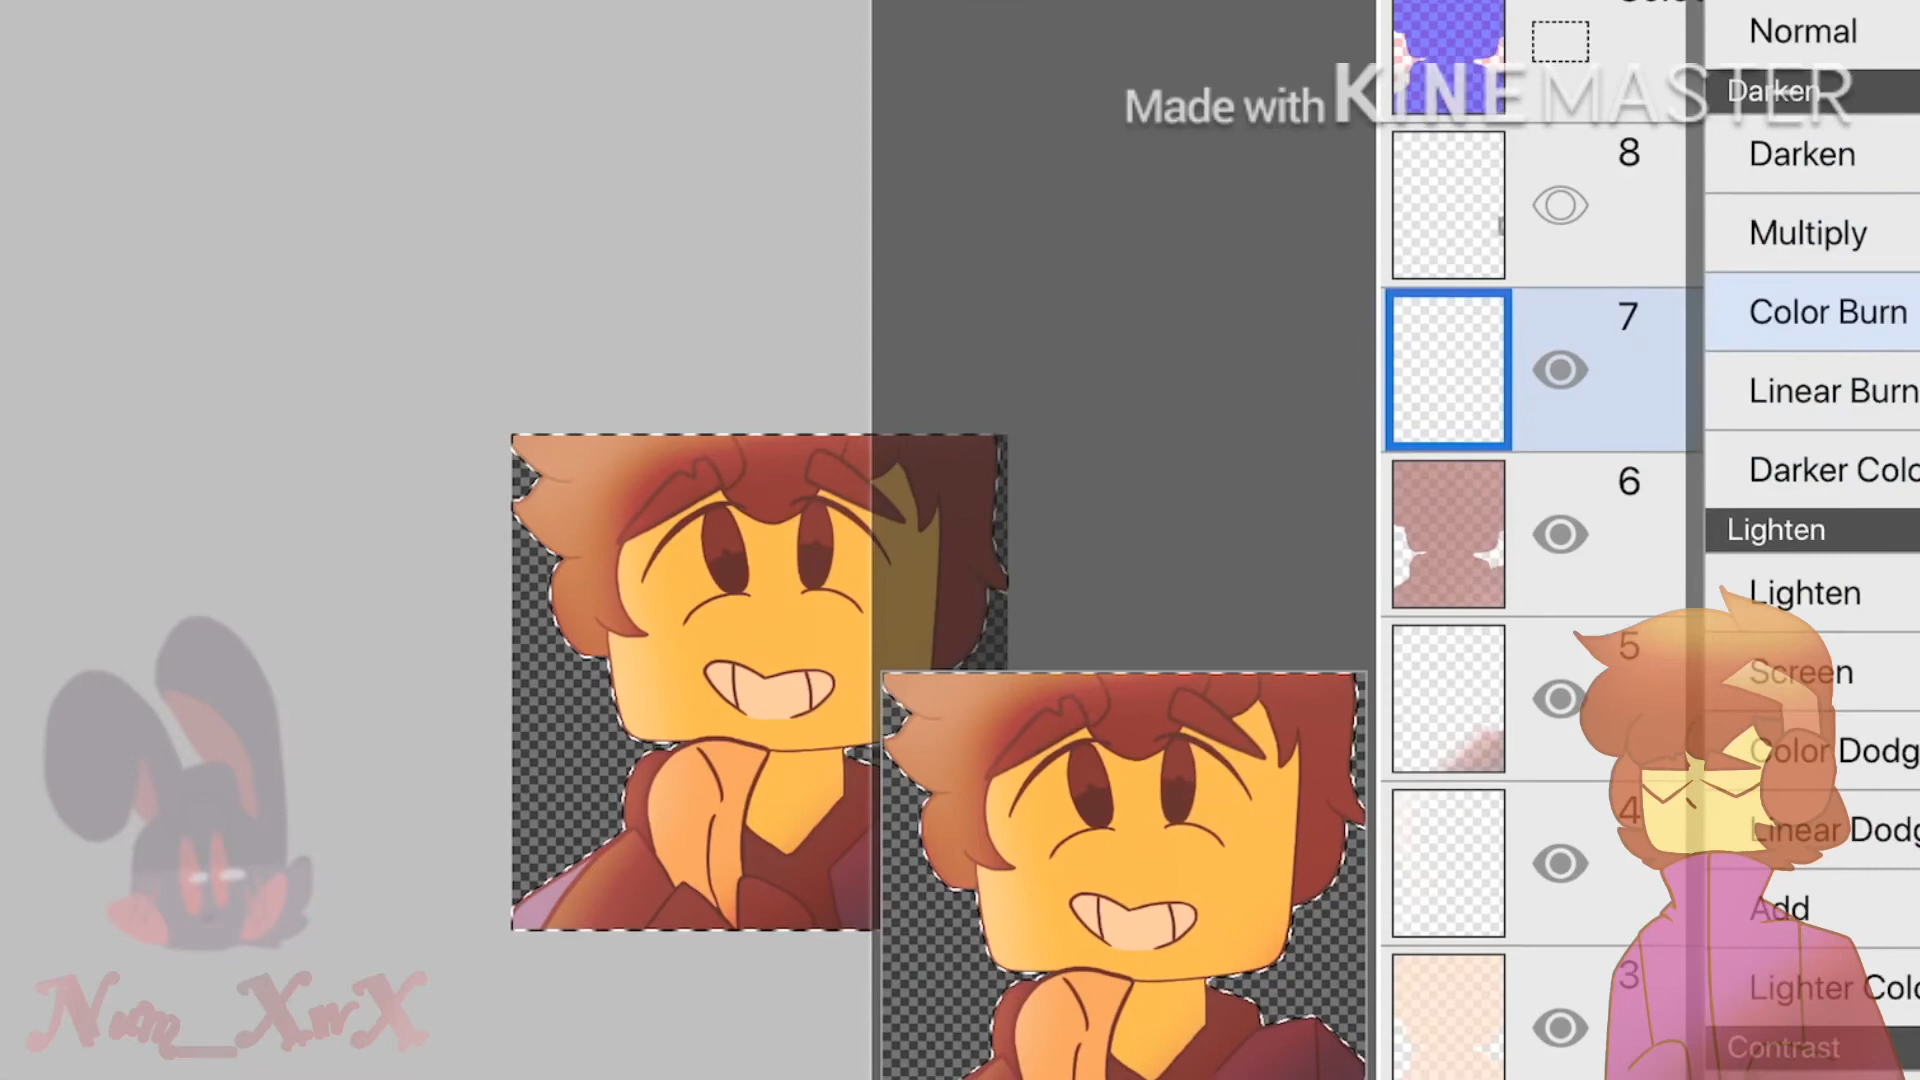 Normal
Made with KINEMASTER
Darken
8
Darken
Multiply
7
Color Burn
Linear Burn
6
Darker Colo
Lighten
Lighten
5
Screen
Color Dodg
4
Linear Dodg
Add
3
Lighter Colo
Contrast
Num_XwX